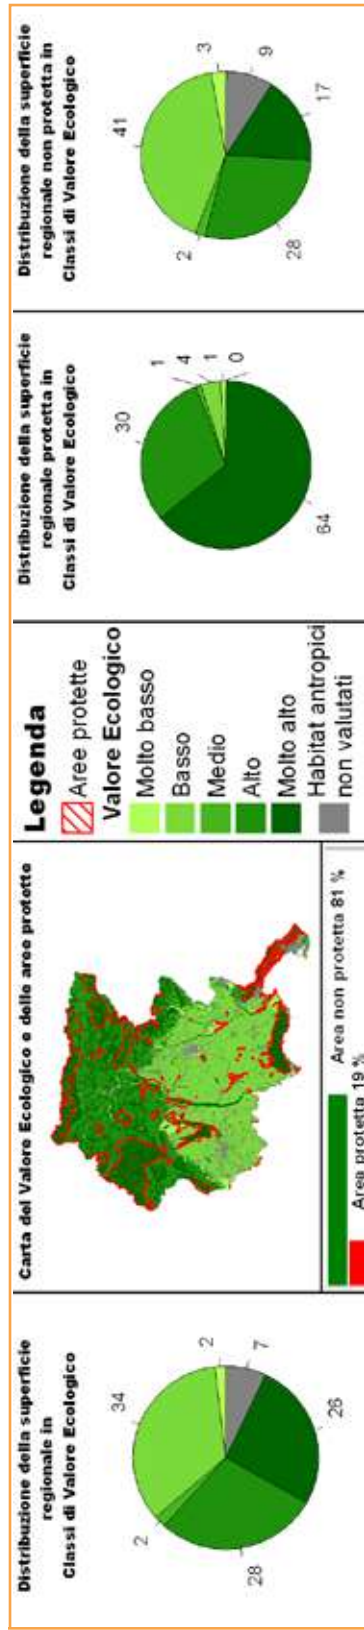 Distribuzione della superficie
regionale in
Classi di Valore Ecologico
34
2
2
7
28
26
Carta del Valore Ecologico e delle aree protette
Area non protetta 81 %
Area protetta 19 %
Legenda
Aree protette
Valore Ecologico
Molto basso
Basso
Medio
Alto
Molto alto
Habitat antropici
non valutati
Distribuzione della superficie
regionale protetta in
Classi di Valore Ecologico
30
1
4
1
0
64
Distribuzione della superficie
regionale non protetta in
Classi di Valore Ecologico
41
3
2
9
28
17